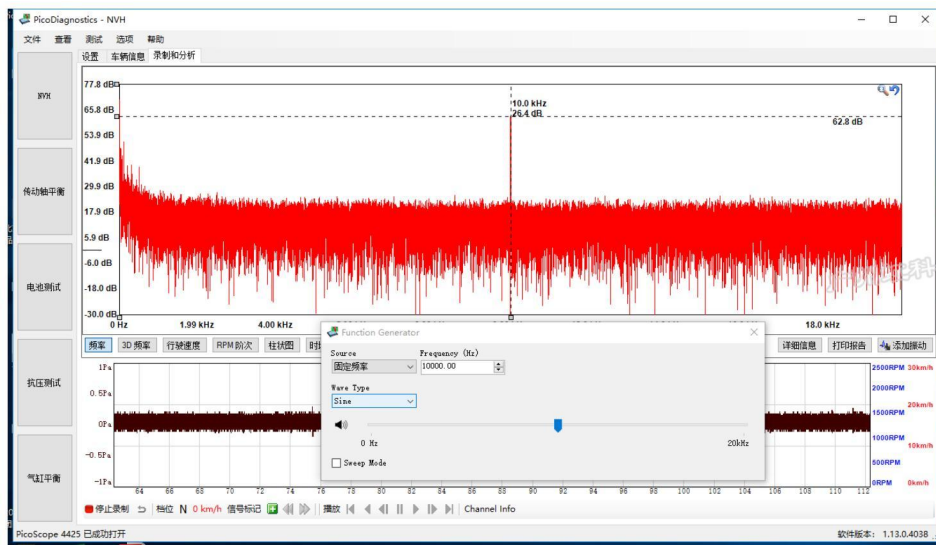 PicoDiagnostics - NVH
文件 查看 测试 选项 帮助
设置 车辆信息 录制和分析
NVH
传动轴平衡
电池测试
抗压测试
气缸平衡
77.8 dB
65.8 dB
53.9 dB
41.9 dB
29.9 dB
17.9 dB
5.9 dB
-6.0 dB
-18.0 dB
-30.0 dB
10.0 kHz
26.4 dB
62.8 dB
0 Hz 1.99 kHz 4.00 kHz 18.0 kHz
频率 3D 频率 行驶速度 RPM 阶次 柱状图 详细信息 打印报告 添加振动
Function Generator
Source Frequency (Hz)
固定频率 10000.00
Wave Type
Sine
0 Hz 20kHz
Sweep Mode
1Pa
0.5Pa
0Pa
-0.5Pa
-1Pa
2500RPM 30km/h
2000RPM
20km/h
1500RPM
1000RPM
10km/h
500RPM
0RPM 0km/h
64 66 68 70 72 74 76 78 80 82 84 86 88 90 92 94 96 98 100 102 104 106 108 110 112
停止录制 档位 N 0 km/h 信号标记 播放 Channel Info
PicoScope 4425 已成功打开 软件版本: 1.13.0.4038